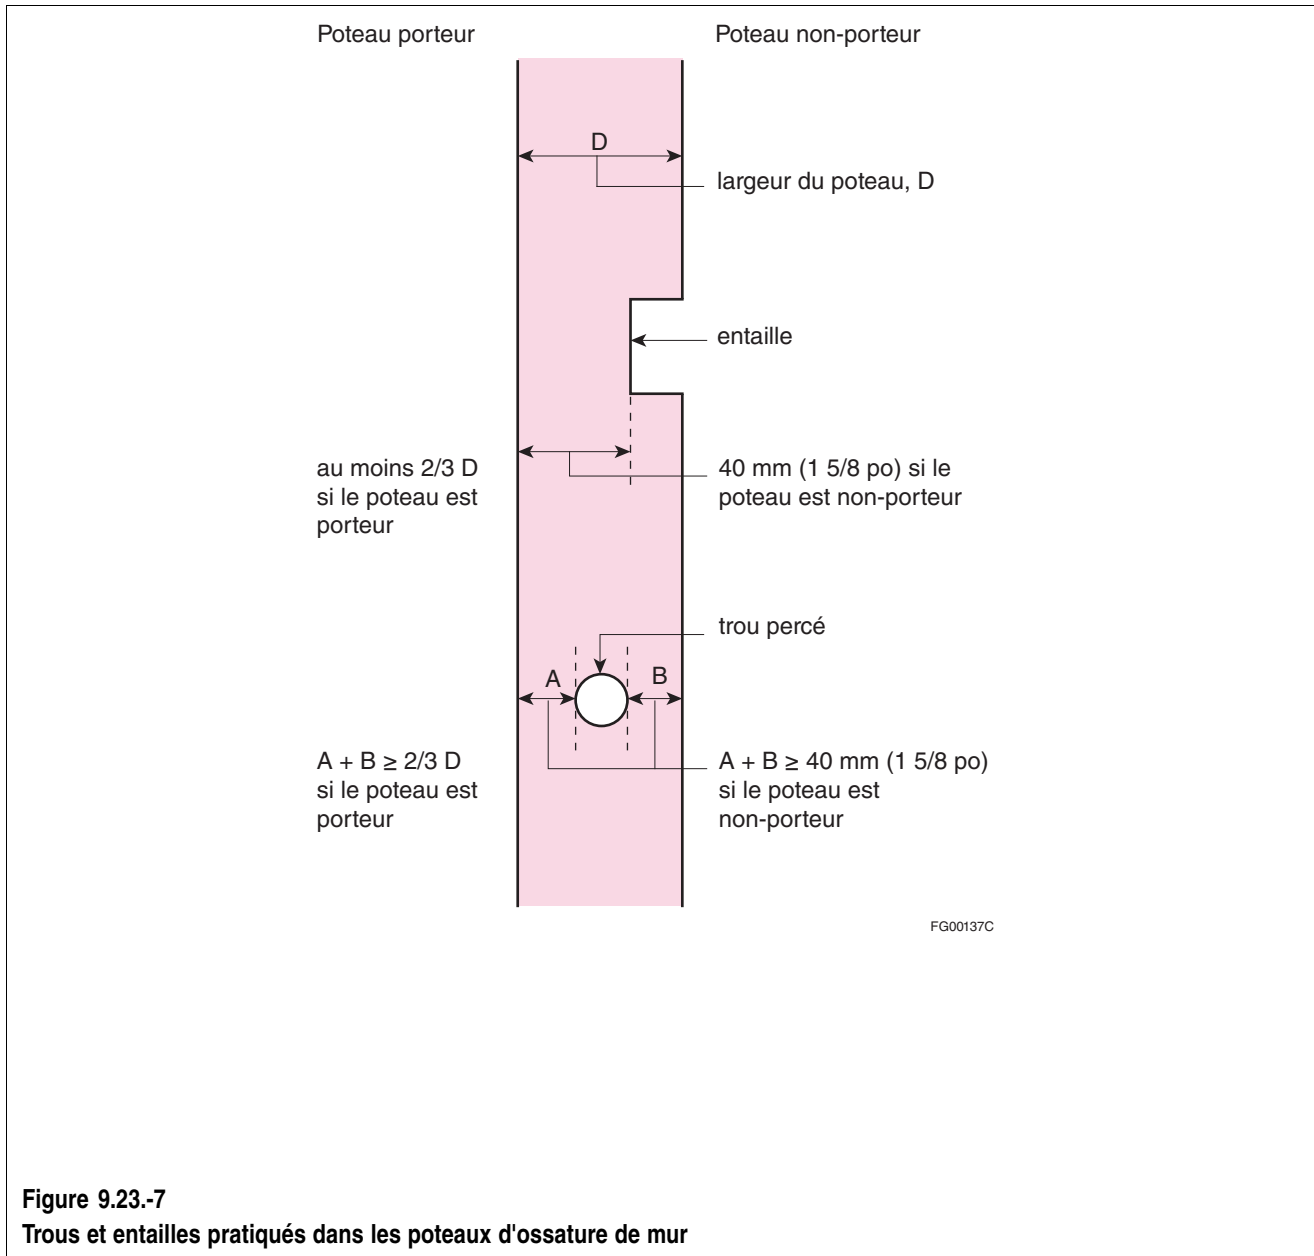 Poteau porteur
Poteau non-porteur
D
largeur du poteau, D
entaille
au moins 2/3 D
si le poteau est
porteur
40 mm (1 5/8 po) si le
poteau est non-porteur
trou percé
A
B
A + B ≥ 2/3 D
si le poteau est
porteur
A + B ≥ 40 mm (1 5/8 po)
si le poteau est
non-porteur
FG00137C
Figure 9.23.-7
Trous et entailles pratiqués dans les poteaux d'ossature de mur